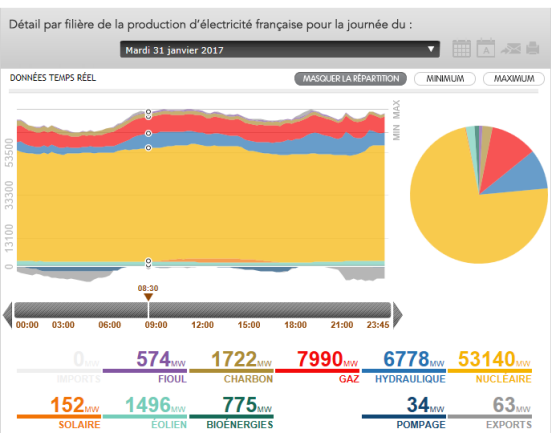 Détail par filière de la production d'électricité française pour la journée du :
Mardi 31 janvier 2017
DONNÉES TEMPS RÉEL
MASQUER LA RÉPARTITION
MINIMUM
MAXIMUM
MIN MAX
53500
33300
13100
0
08:30
00:00 03:00 06:00 09:00 12:00 15:00 18:00 21:00 23:45
0MW 574MW 1722MW 7990MW 6778MW 53140MW
IMPORTS FIOUL CHARBON GAZ HYDRAULIQUE NUCLÉAIRE
152MW 1496MW 775MW 34MW 63MW
SOLAIRE ÉOLIEN BIOÉNERGIES POMPAGE EXPORTS